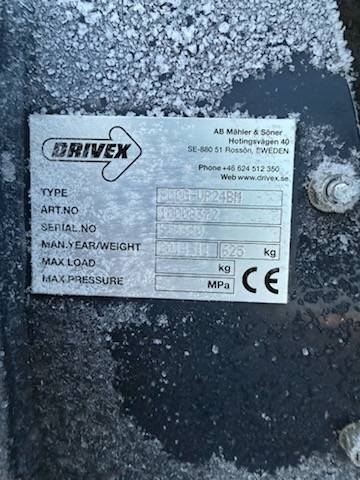 DRIVEX
AB Mähler & Söner
Hotingsvägen 40
SE-880 51 Rossön, SWEDEN
Phone +46 624 512 350
Web www.drivex.se
TYPE
ART.NO
SERIAL.NO
MAN.YEAR/WEIGHT 525 kg
MAX LOAD kg
MAX.PRESSURE MPa
CE